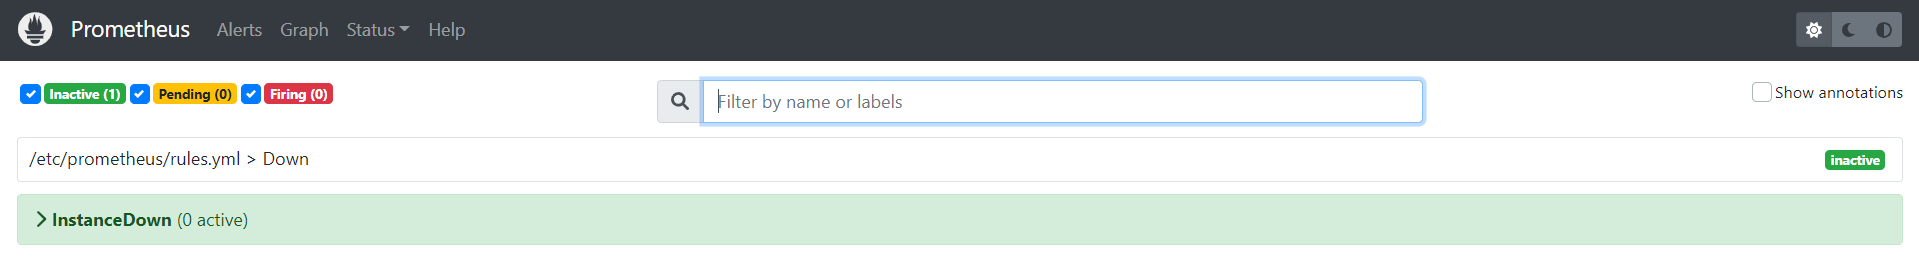 Prometheus Alerts Graph Status Help
Inactive (1) Pending (0) Firing (0) Filter by name or labels Show annotations
/etc/prometheus/rules.yml > Down inactive
InstanceDown (0 active)